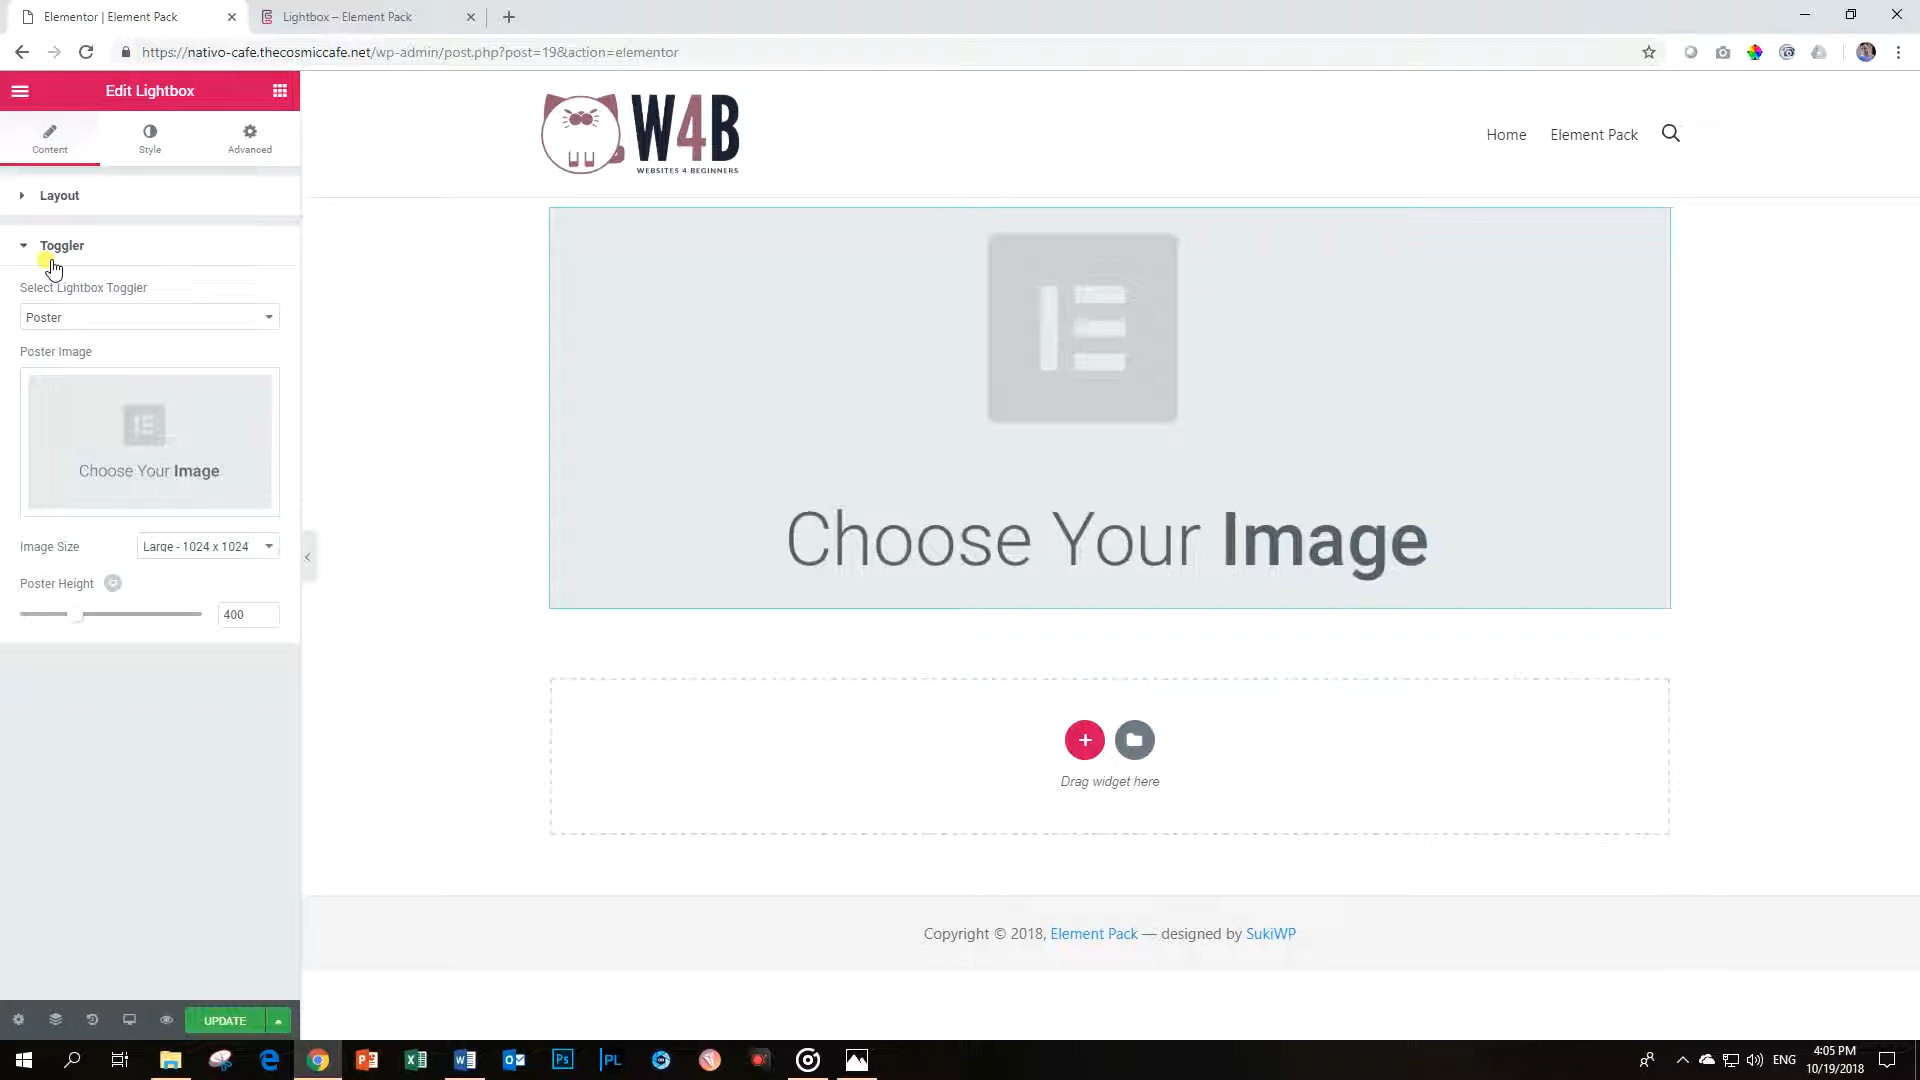 Elementor | Element Pack
Lightbox – Element Pack
https://nativo-cafe.thecosmiccafe.net/wp-admin/post.php?post=19&action=elementor
Edit Lightbox
Content
Style
Advanced
Layout
Toggler
Select Lightbox Toggler
Poster
Poster Image
Choose Your Image
Image Size
Large - 1024 x 1024
Poster Height
400
UPDATE
W4B
WEBSITES 4 BEGINNERS
Home
Element Pack
Choose Your Image
Drag widget here
Copyright © 2018, Element Pack — designed by SukiWP
Ps
PL
ENG
4:05 PM
10/19/2018